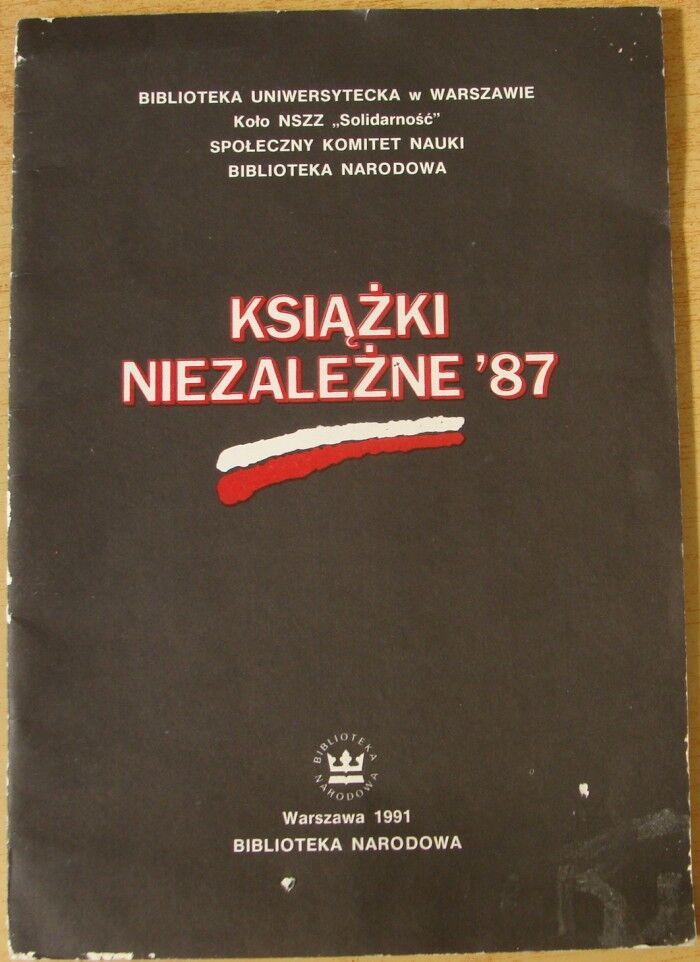 BIBLIOTEKA UNIWERSYTECKA w WARSZAWIE
Koło NSZZ „Solidarność"
SPOŁECZNY KOMITET NAUKI
BIBLIOTEKA NARODOWA
KSIĄŻKI
NIEZALEŻNE '87
BIBLIOTEKA
NARODOWA
Warszawa 1991
BIBLIOTEKA NARODOWA